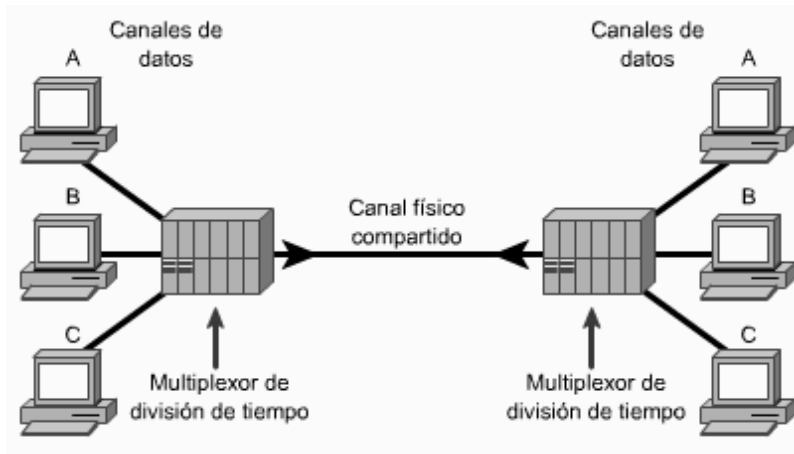 Canales de
datos
A
B
C
Canal físico
compartido
Multiplexor de
división de tiempo
Canales de
datos
A
B
C
Multiplexor de
división de tiempo